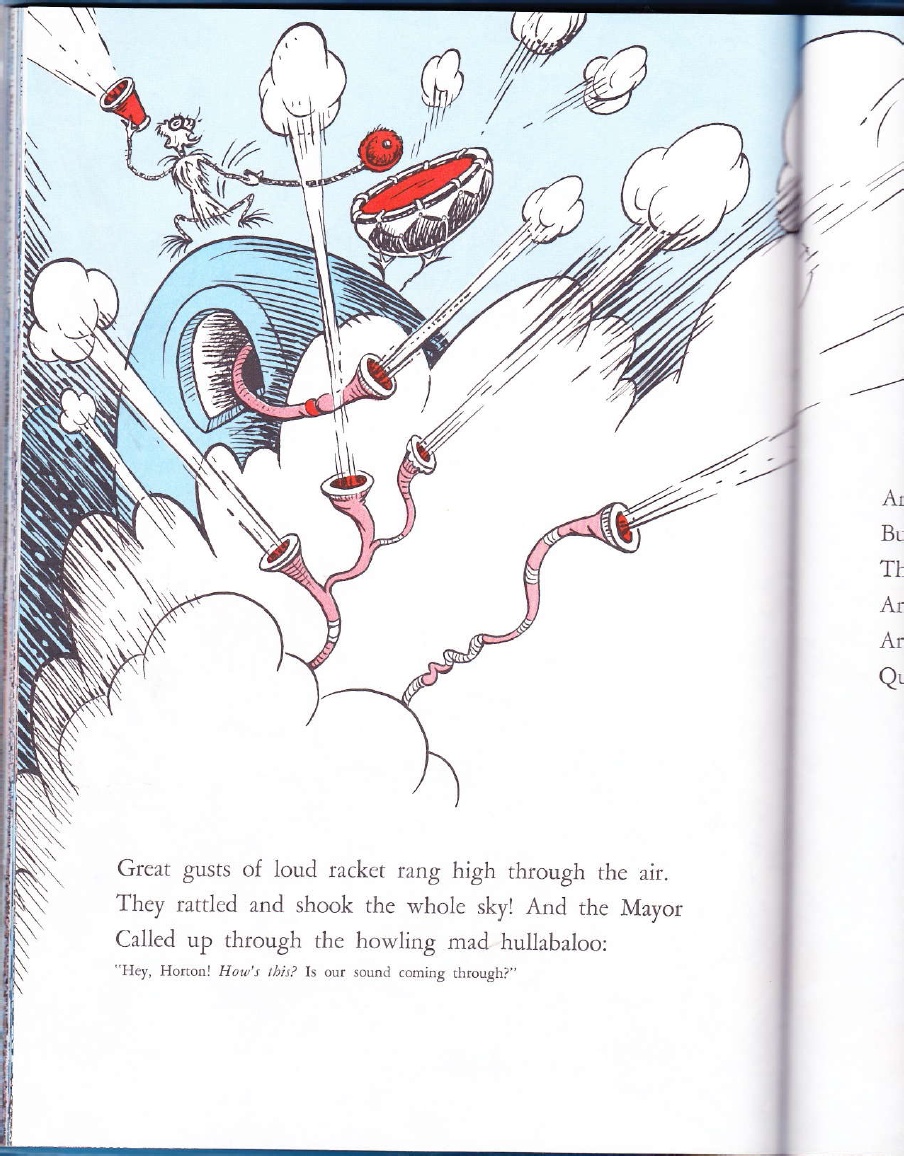 Great gusts of loud racket rang high through the air.
They rattled and shook the whole sky! And the Mayor
Called up through the howling mad hullabaloo:
"Hey, Horton! How's this? Is our sound coming through?"